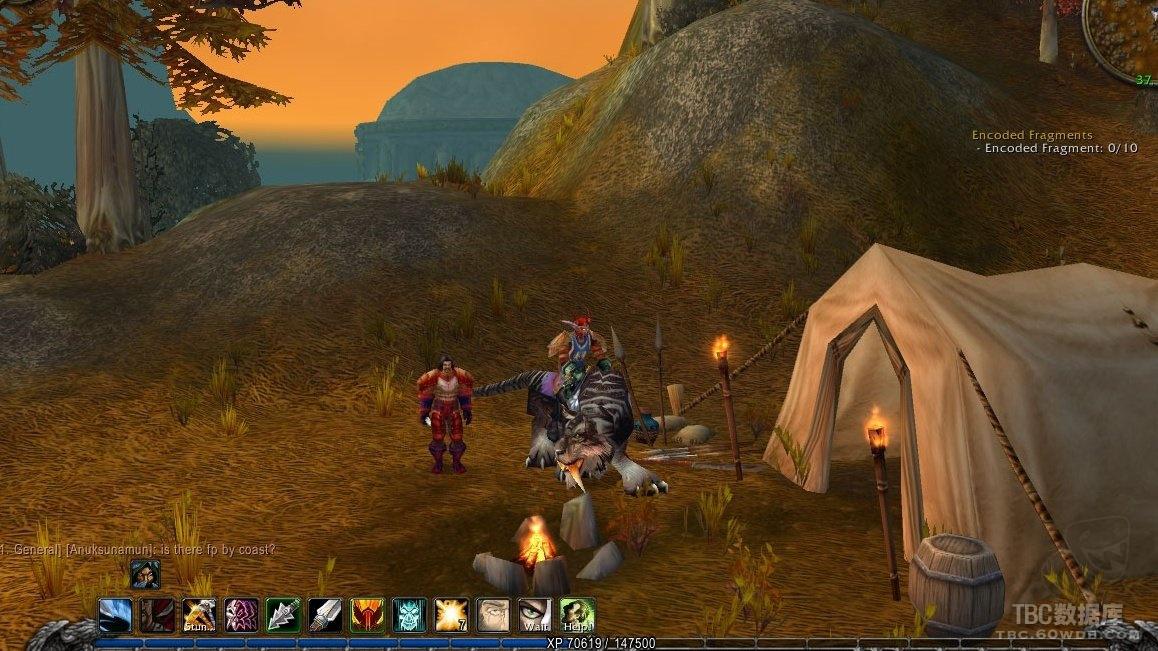 37
Encoded Fragments
- Encoded Fragment: 0/10
1. General] [Anuksunamun]: is there fp by coast?
Stun...
7
Wait
Help!
XP 70619 / 147500
TBC数据库
TBC.60WDB.COM